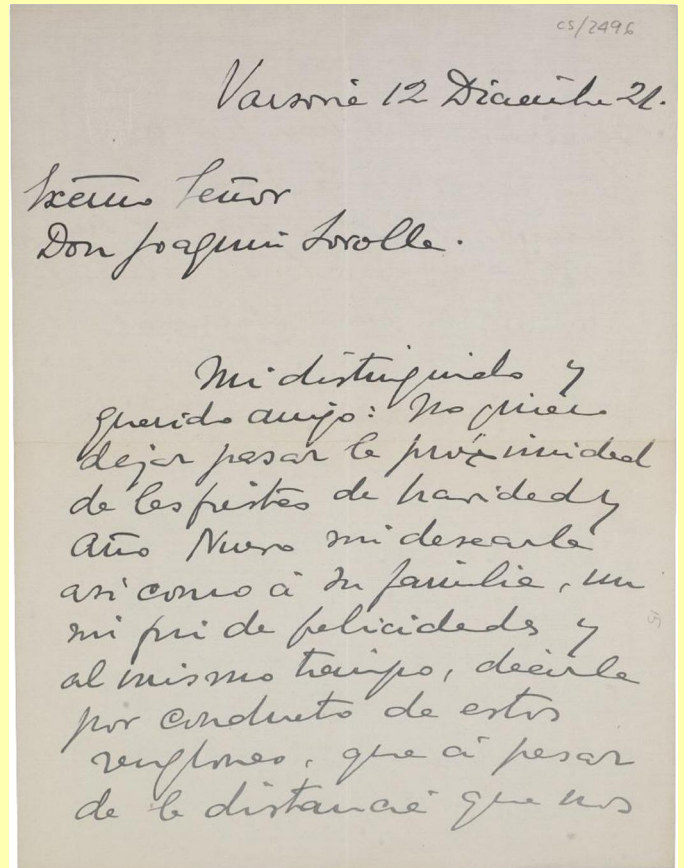 CS/2496
Varsovia 12 Diciembre 21.
Excmo Señor
Don Joaquin Sorolla.
Mi distinguido y
querido amigo: No quiero
dejar pasar la proximidad
de las fiestas de Navidad y
Año Nuevo sin desearle
asi como á su familia, un
sin fin de felicidades y
al mismo tiempo, decirle
por conducto de estos
renglones, que á pesar
de la distancia que nos